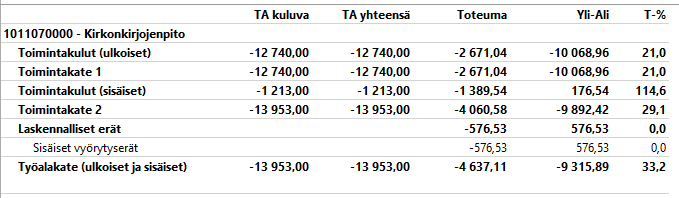 TA kuluva TA yhteensä Toteuma Yli-Ali T-%
1011070000 - Kirkonkirjojenpito
Toimintakulut (ulkoiset) -12 740,00 -12 740,00 -2 671,04 -10 068,96 21,0
Toimintakate 1 -12 740,00 -12 740,00 -2 671,04 -10 068,96 21,0
Toimintakulut (sisäiset) -1 213,00 -1 213,00 -1 389,54 176,54 114,6
Toimintakate 2 -13 953,00 -13 953,00 -4 060,58 -9 892,42 29,1
Laskennalliset erät -576,53 576,53 0,0
Sisäiset vyörytyserät -576,53 576,53 0,0
Työalakate (ulkoiset ja sisäiset) -13 953,00 -13 953,00 -4 637,11 -9 315,89 33,2